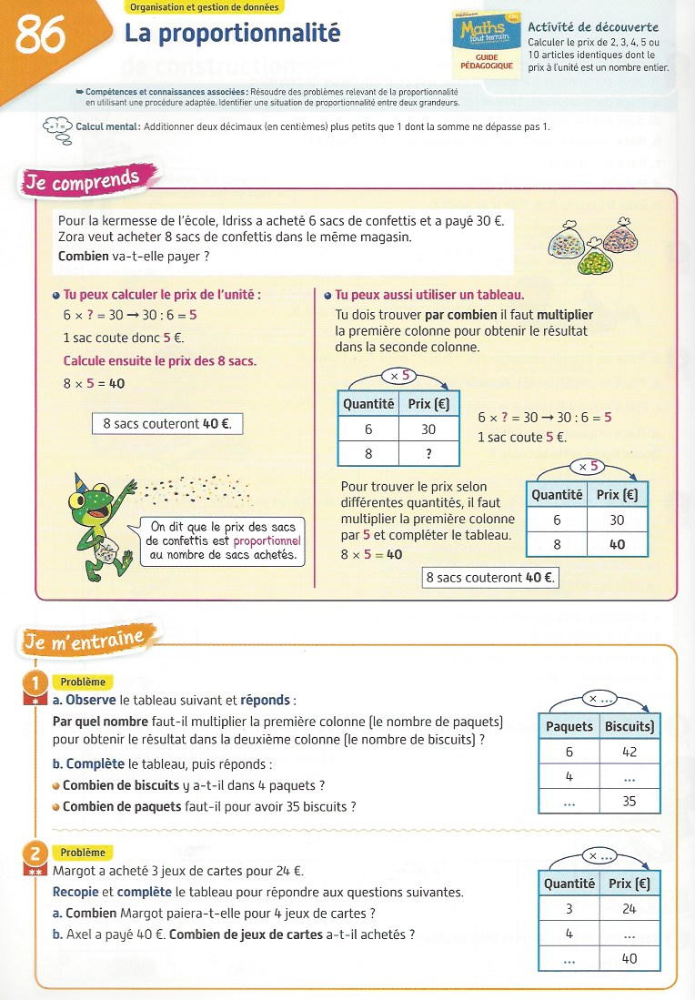 86
Organisation et gestion de données
La proportionnalité
Maths
tout terrain
GUIDE
PÉDAGOGIQUE
Activité de découverte
Calculer le prix de 2, 3, 4, 5 ou
10 articles identiques dont le
prix à l'unité est un nombre entier.
➥ Compétences et connaissances associées : Résoudre des problèmes relevant de la proportionnalité
en utilisant une procédure adaptée. Identifier une situation de proportionnalité entre deux grandeurs.
Calcul mental : Additionner deux décimaux (en centièmes) plus petits que 1 dont la somme ne dépasse pas 1.
Je comprends
Pour la kermesse de l'école, Idriss a acheté 6 sacs de confettis et a payé 30 €.
Zora veut acheter 8 sacs de confettis dans le même magasin.
Combien va-t-elle payer ?
• Tu peux calculer le prix de l'unité :
6 × ? = 30 → 30 : 6 = 5
1 sac coute donc 5 €.
Calcule ensuite le prix des 8 sacs.
8 × 5 = 40
8 sacs couteront 40 €.
On dit que le prix des sacs
de confettis est proportionnel
au nombre de sacs achetés.
• Tu peux aussi utiliser un tableau.
Tu dois trouver par combien il faut multiplier
la première colonne pour obtenir le résultat
dans la seconde colonne.
× 5
Quantité Prix (€)
6 30
8 ?
6 × ? = 30 → 30 : 6 = 5
1 sac coute 5 €.
Pour trouver le prix selon
différentes quantités, il faut
multiplier la première colonne
par 5 et compléter le tableau.
8 × 5 = 40
× 5
Quantité Prix (€)
6 30
8 40
8 sacs couteront 40 €.
Je m'entraîne
1
*
Problème
a. Observe le tableau suivant et réponds :
Par quel nombre faut-il multiplier la première colonne (le nombre de paquets)
pour obtenir le résultat dans la deuxième colonne (le nombre de biscuits) ?
b. Complète le tableau, puis réponds :
• Combien de biscuits y a-t-il dans 4 paquets ?
• Combien de paquets faut-il pour avoir 35 biscuits ?
× ...
Paquets Biscuits)
6 42
4 ...
... 35
2
**
Problème
Margot a acheté 3 jeux de cartes pour 24 €.
Recopie et complète le tableau pour répondre aux questions suivantes.
a. Combien Margot paiera-t-elle pour 4 jeux de cartes ?
b. Axel a payé 40 €. Combien de jeux de cartes a-t-il achetés ?
× ...
Quantité Prix (€)
3 24
4 ...
... 40